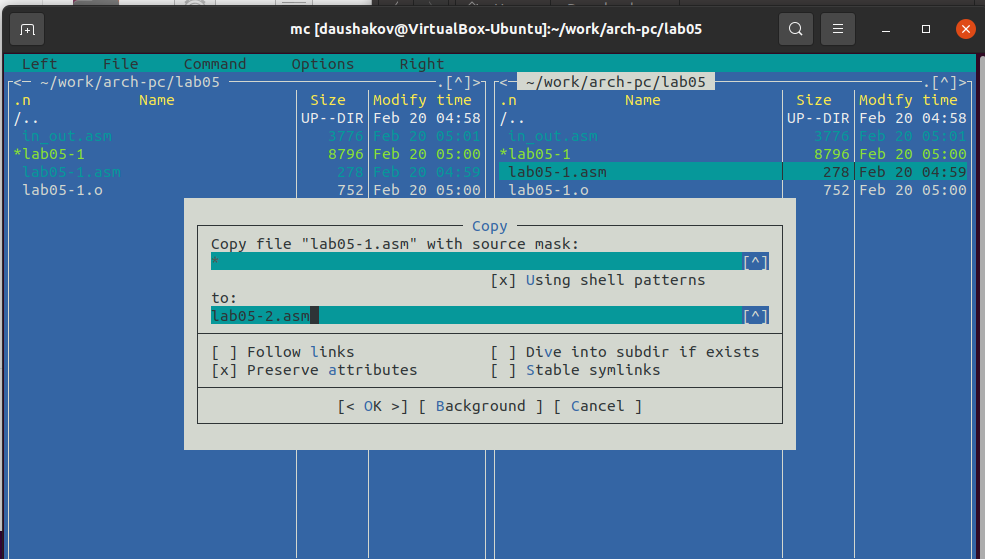 mc [daushakov@VirtualBox-Ubuntu]:~/work/arch-pc/lab05
Left File Command Options Right
<─ ~/work/arch-pc/lab05 .[^]>
.n Name Size Modify time
/.. UP--DIR Feb 20 04:58
in_out.asm 3776 Feb 20 05:01
*lab05-1 8796 Feb 20 05:00
lab05-1.asm 278 Feb 20 04:59
lab05-1.o 752 Feb 20 05:00
<─ ~/work/arch-pc/lab05 .[^]>
.n Name Size Modify time
/.. UP--DIR Feb 20 04:58
in_out.asm 3776 Feb 20 05:01
*lab05-1 8796 Feb 20 05:00
lab05-1.asm 278 Feb 20 04:59
lab05-1.o 752 Feb 20 05:00
Copy
Copy file "lab05-1.asm" with source mask:
* [^]
[x] Using shell patterns
to:
lab05-2.asm [^]
[ ] Follow links [ ] Dive into subdir if exists
[x] Preserve attributes [ ] Stable symlinks
[< OK >] [ Background ] [ Cancel ]